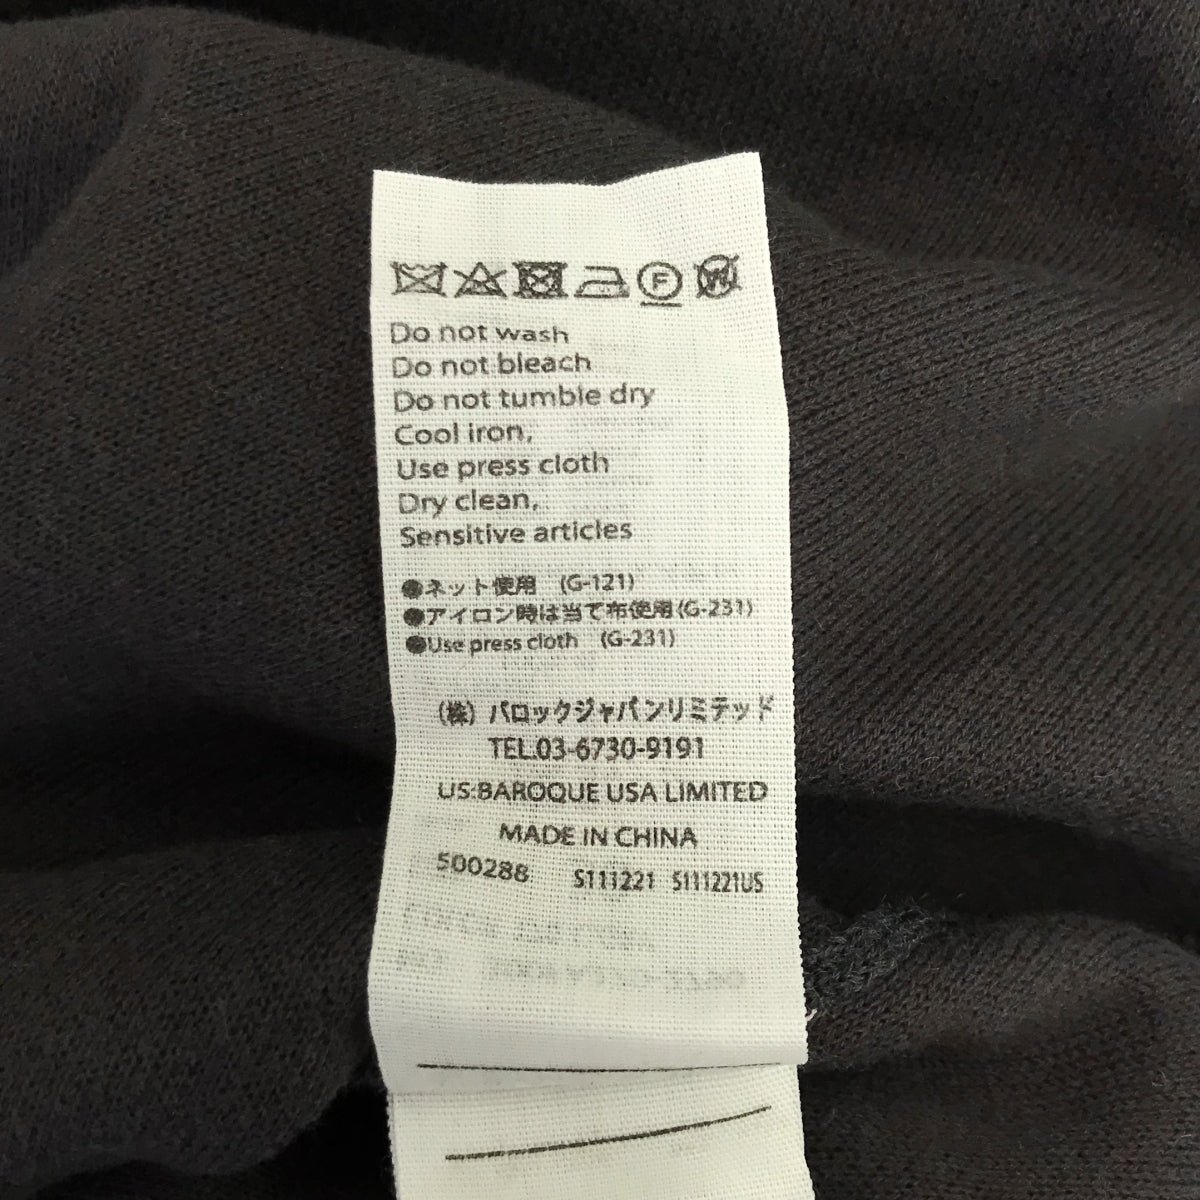 F W
Do not wash
Do not bleach
Do not tumble dry
Cool iron,
Use press cloth
Dry clean,
Sensitive articles
●ネット使用 (G-121)
●アイロン時は当て布使用(G-231)
●Use press cloth (G-231)
(株) バロックジャパンリミテッド
TEL.03-6730-9191
US:BAROQUE USA LIMITED
MADE IN CHINA
500288 S111221 S111221US